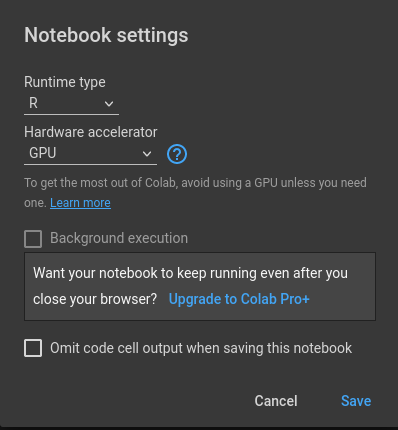 Notebook settings
Runtime type
R
Hardware accelerator
GPU
?
To get the most out of Colab, avoid using a GPU unless you need
one. Learn more
Background execution
Want your notebook to keep running even after you
close your browser? Upgrade to Colab Pro+
Omit code cell output when saving this notebook
Cancel Save